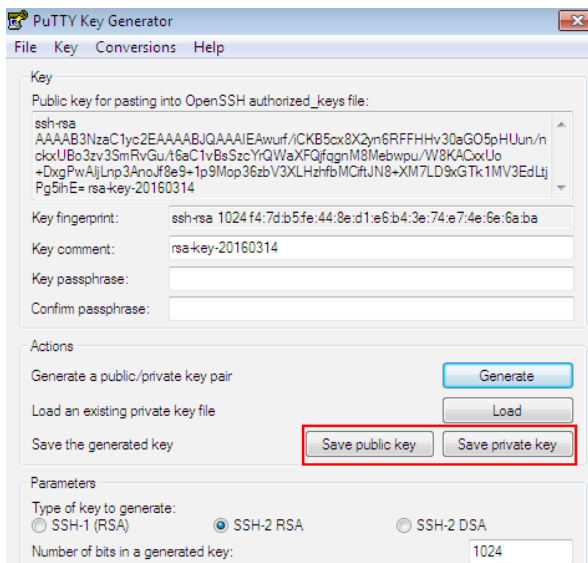 PuTTY Key Generator
File Key Conversions Help
Key
Public key for pasting into OpenSSH authorized_keys file:
ssh-rsa
AAAAB3NzaC1yc2EAAAABJQAAAIEAwurf/iCKB5cx8X2yn6RFFHHv30aGO5pHUun/n
ckxUBo3zv3SmRvGu/t6aC1vBsSzcYrQWaXFQjfqgnM8Mebwpu/W8KACxxUo
+DxgPwAljLnp3AnoJf8e9+1p9Mop36zbV3XLHzhfbMCiftJN8+XM7LD9xGTk1MV3EdLtj
Pg5ihE= rsa-key-20160314
Key fingerprint: ssh-rsa 1024 f4:7d:b5:fe:44:8e:d1:e6:b4:3e:74:e7:4e:6e:6a:ba
Key comment: rsa-key-20160314
Key passphrase:
Confirm passphrase:
Actions
Generate a public/private key pair Generate
Load an existing private key file Load
Save the generated key Save public key Save private key
Parameters
Type of key to generate:
SSH-1 (RSA) SSH-2 RSA SSH-2 DSA
Number of bits in a generated key: 1024